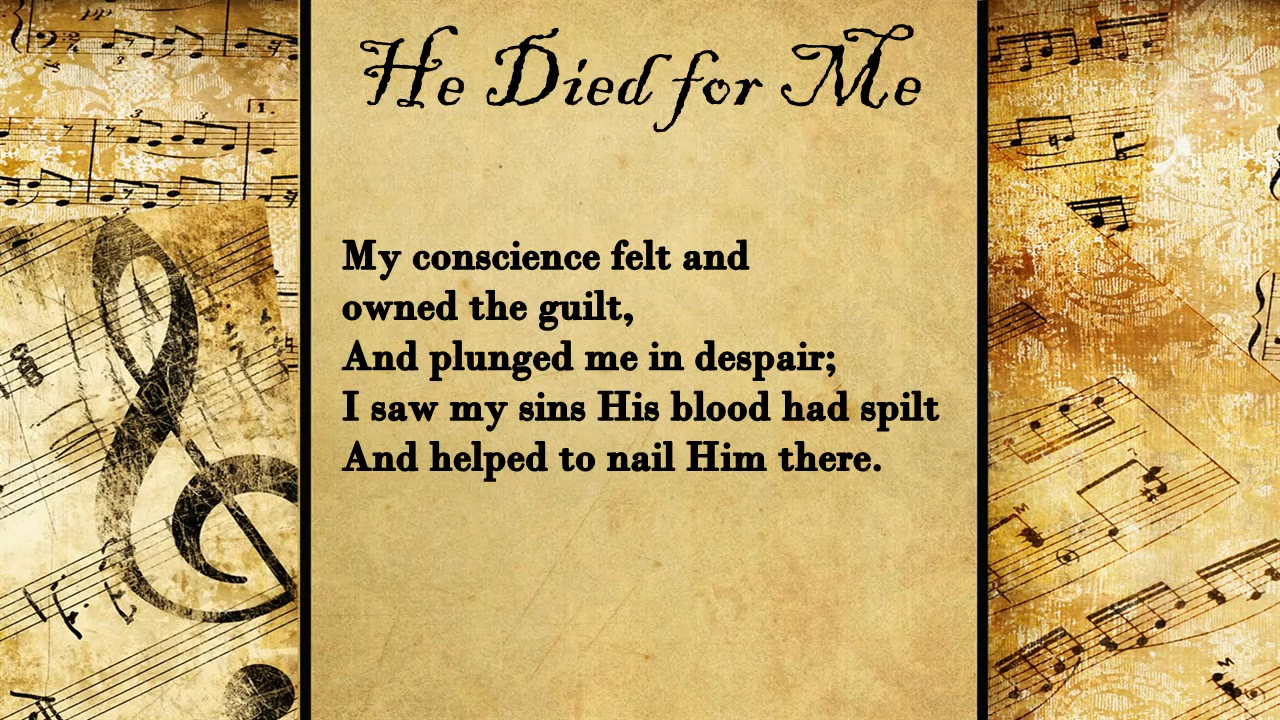 He Died for Me
My conscience felt and
owned the guilt,
And plunged me in despair;
I saw my sins His blood had spilt
And helped to nail Him there.